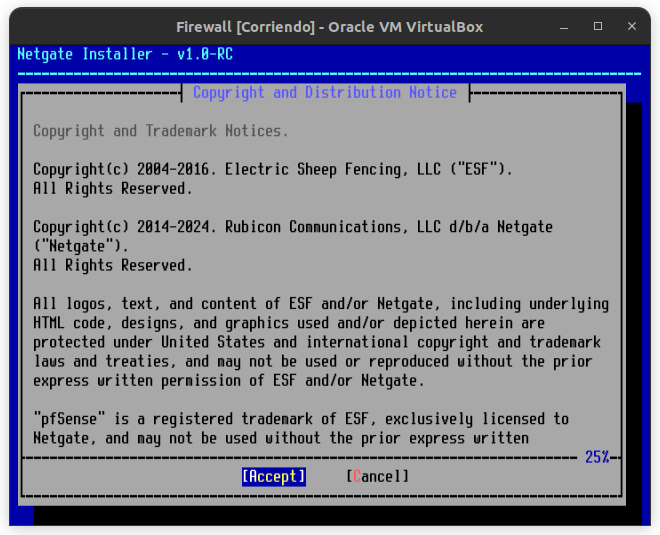 Firewall [Corriendo] - Oracle VM VirtualBox
Netgate Installer - v1.0-RC
Copyright and Distribution Notice
Copyright and Trademark Notices.
Copyright(c) 2004-2016. Electric Sheep Fencing, LLC ("ESF").
All Rights Reserved.
Copyright(c) 2014-2024. Rubicon Communications, LLC d/b/a Netgate
("Netgate").
All Rights Reserved.
All logos, text, and content of ESF and/or Netgate, including underlying
HTML code, designs, and graphics used and/or depicted herein are
protected under United States and international copyright and trademark
laws and treaties, and may not be used or reproduced without the prior
express written permission of ESF and/or Netgate.
"pfSense" is a registered trademark of ESF, exclusively licensed to
Netgate, and may not be used without the prior express written
25%
[Accept] [Cancel]